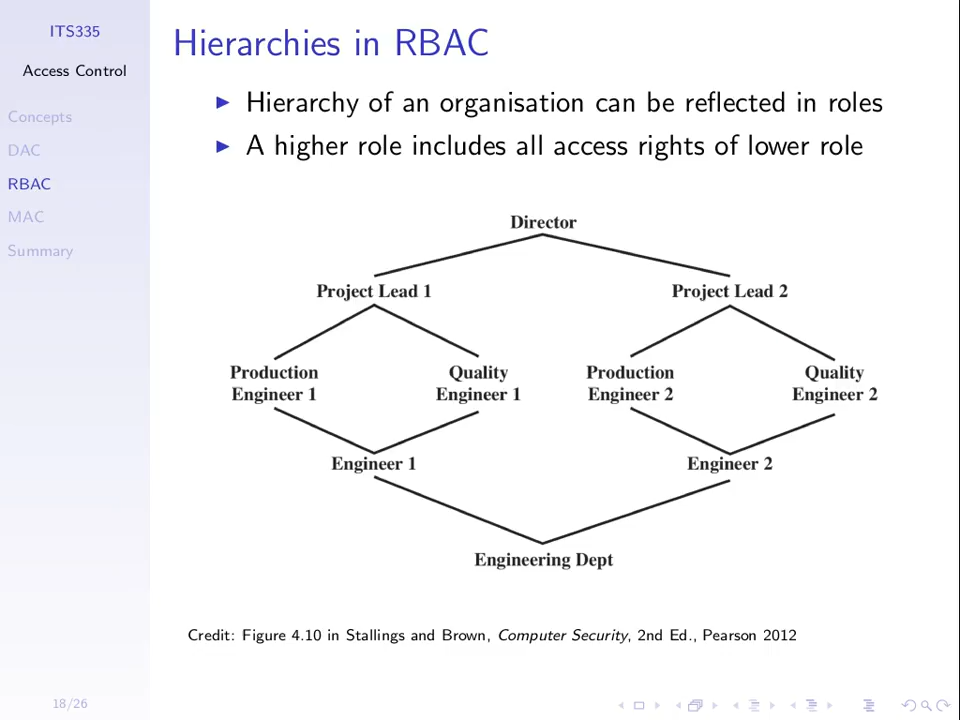 ITS335
Access Control
Concepts
DAC
RBAC
MAC
Summary
18/26
Hierarchies in RBAC
Hierarchy of an organisation can be reflected in roles
A higher role includes all access rights of lower role
Director
Project Lead 1
Project Lead 2
Production
Engineer 1
Quality
Engineer 1
Production
Engineer 2
Quality
Engineer 2
Engineer 1
Engineer 2
Engineering Dept
Credit: Figure 4.10 in Stallings and Brown, Computer Security, 2nd Ed., Pearson 2012